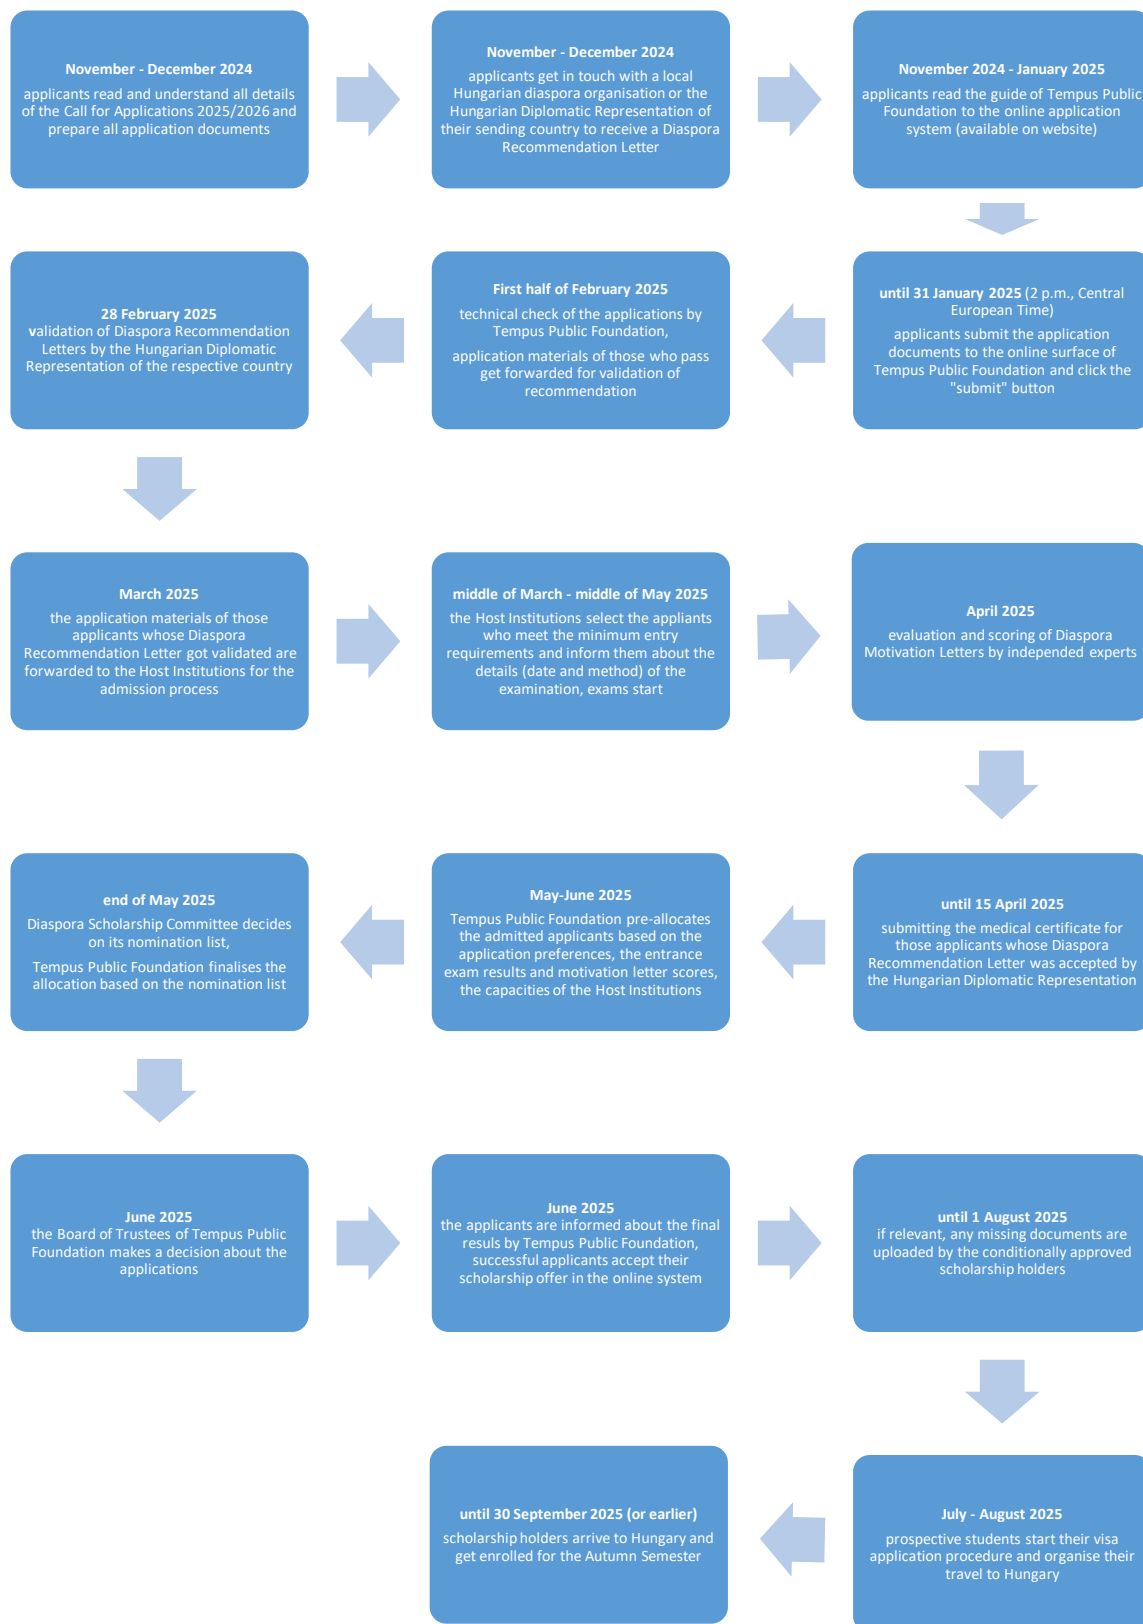 November - December 2024
applicants read and understand all details
of the Call for Applications 2025/2026 and
prepare all application documents
November - December 2024
applicants get in touch with a local
Hungarian diaspora organisation or the
Hungarian Diplomatic Representation of
their sending country to receive a Diaspora
Recommendation Letter
November 2024 - January 2025
applicants read the guide of Tempus Public
Foundation to the online application
system (available on website)
until 31 January 2025 (2 p.m., Central
European Time)
applicants submit the application
documents to the online surface of
Tempus Public Foundation and click the
"submit" button
First half of February 2025
technical check of the applications by
Tempus Public Foundation,
application materials of those who pass
get forwarded for validation of
recommendation
28 February 2025
validation of Diaspora Recommendation
Letters by the Hungarian Diplomatic
Representation of the respective country
March 2025
the application materials of those
applicants whose Diaspora
Recommendation Letter got validated are
forwarded to the Host Institutions for the
admission process
middle of March - middle of May 2025
the Host Institutions select the appliants
who meet the minimum entry
requirements and inform them about the
details (date and method) of the
examination, exams start
April 2025
evaluation and scoring of Diaspora
Motivation Letters by independed experts
until 15 April 2025
submitting the medical certificate for
those applicants whose Diaspora
Recommendation Letter was accepted by
the Hungarian Diplomatic Representation
May-June 2025
Tempus Public Foundation pre-allocates
the admitted applicants based on the
application preferences, the entrance
exam results and motivation letter scores,
the capacities of the Host Institutions
end of May 2025
Diaspora Scholarship Committee decides
on its nomination list,
Tempus Public Foundation finalises the
allocation based on the nomination list
June 2025
the Board of Trustees of Tempus Public
Foundation makes a decision about the
applications
June 2025
the applicants are informed about the final
resuls by Tempus Public Foundation,
successful applicants accept their
scholarship offer in the online system
until 1 August 2025
if relevant, any missing documents are
uploaded by the conditionally approved
scholarship holders
July - August 2025
prospective students start their visa
application procedure and organise their
travel to Hungary
until 30 September 2025 (or earlier)
scholarship holders arrive to Hungary and
get enrolled for the Autumn Semester